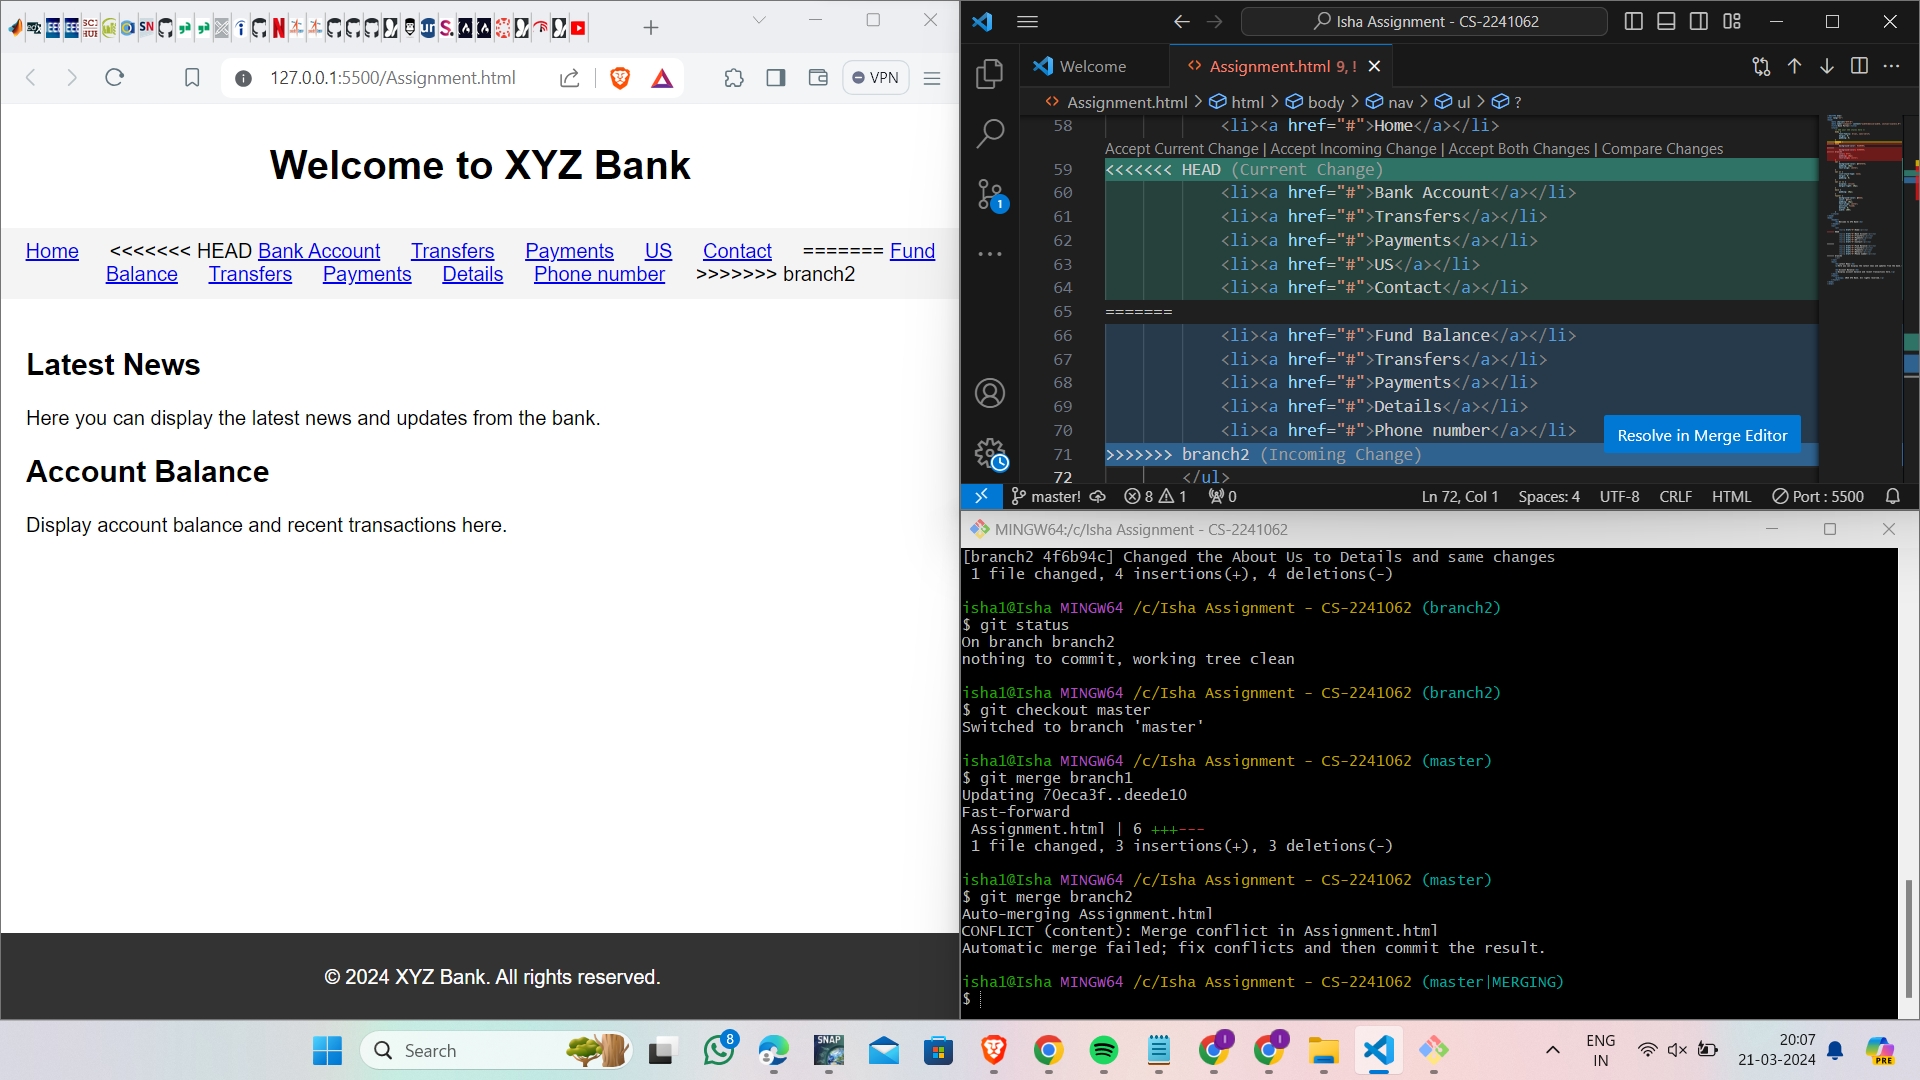 127.0.0.1:5500/Assignment.html
VPN
Welcome to XYZ Bank
Home <<<<<<< HEAD Bank Account Transfers Payments US Contact ======= Fund
Balance Transfers Payments Details Phone number >>>>>>> branch2
Latest News
Here you can display the latest news and updates from the bank.
Account Balance
Display account balance and recent transactions here.
© 2024 XYZ Bank. All rights reserved.
Isha Assignment - CS-2241062
Welcome
<> Assignment.html 9, !
<> Assignment.html > html > body > nav > ul > ?
58 <li><a href="#">Home</a></li>
Accept Current Change | Accept Incoming Change | Accept Both Changes | Compare Changes
59 <<<<<<< HEAD (Current Change)
60 <li><a href="#">Bank Account</a></li>
61 <li><a href="#">Transfers</a></li>
62 <li><a href="#">Payments</a></li>
63 <li><a href="#">US</a></li>
64 <li><a href="#">Contact</a></li>
65 =======
66 <li><a href="#">Fund Balance</a></li>
67 <li><a href="#">Transfers</a></li>
68 <li><a href="#">Payments</a></li>
69 <li><a href="#">Details</a></li>
70 <li><a href="#">Phone number</a></li>
Resolve in Merge Editor
71 >>>>>>> branch2 (Incoming Change)
72 </ul>
1
master! 8 1 0 Ln 72, Col 1 Spaces: 4 UTF-8 CRLF HTML Port : 5500
MINGW64:/c/Isha Assignment - CS-2241062
[branch2 4f6b94c] Changed the About Us to Details and same changes
1 file changed, 4 insertions(+), 4 deletions(-)
isha1@Isha MINGW64 /c/Isha Assignment - CS-2241062 (branch2)
$ git status
On branch branch2
nothing to commit, working tree clean
isha1@Isha MINGW64 /c/Isha Assignment - CS-2241062 (branch2)
$ git checkout master
Switched to branch 'master'
isha1@Isha MINGW64 /c/Isha Assignment - CS-2241062 (master)
$ git merge branch1
Updating 70eca3f..deede10
Fast-forward
Assignment.html | 6 +++---
1 file changed, 3 insertions(+), 3 deletions(-)
isha1@Isha MINGW64 /c/Isha Assignment - CS-2241062 (master)
$ git merge branch2
Auto-merging Assignment.html
CONFLICT (content): Merge conflict in Assignment.html
Automatic merge failed; fix conflicts and then commit the result.
isha1@Isha MINGW64 /c/Isha Assignment - CS-2241062 (master|MERGING)
$
Search
8
SNAP
ENG
IN
20:07
21-03-2024
PRE